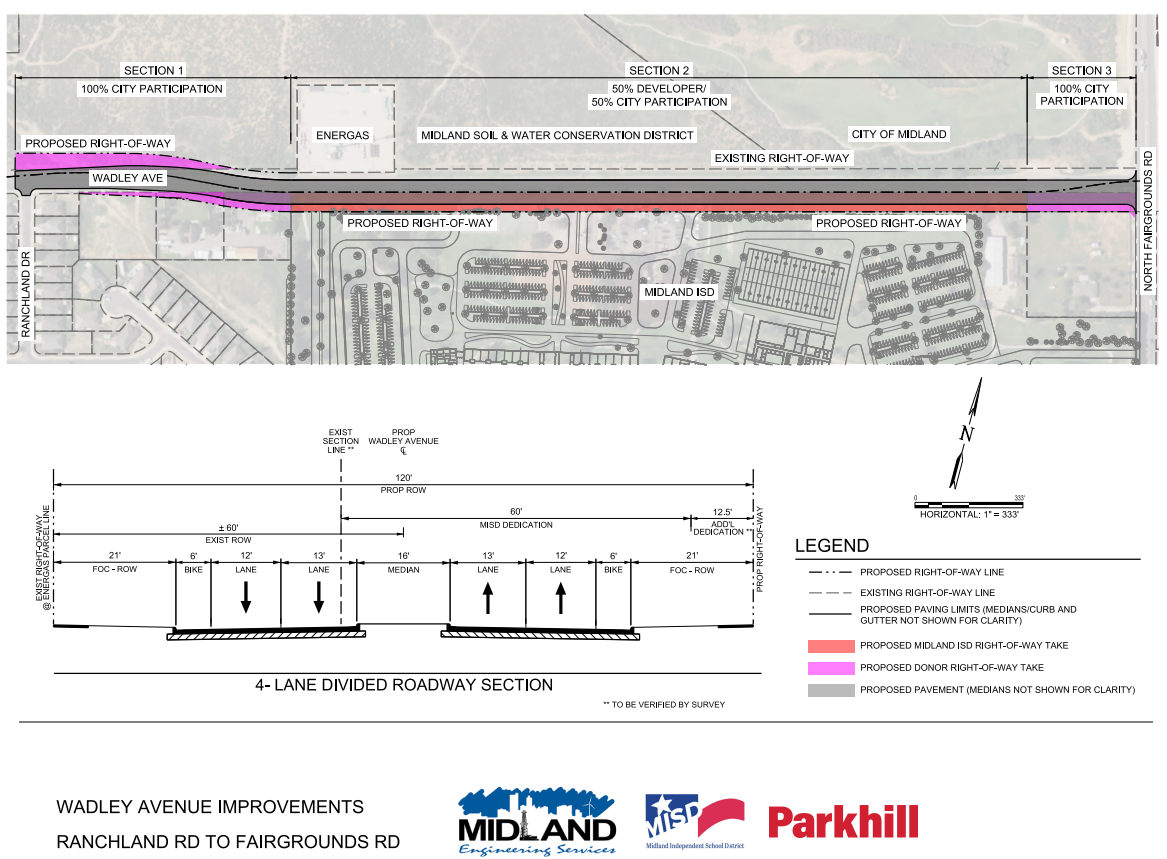 SECTION 1
100% CITY PARTICIPATION
SECTION 2
50% DEVELOPER/
50% CITY PARTICIPATION
SECTION 3
100% CITY
PARTICIPATION
ENERGAS
MIDLAND SOIL & WATER CONSERVATION DISTRICT
CITY OF MIDLAND
PROPOSED RIGHT-OF-WAY
EXISTING RIGHT-OF-WAY
WADLEY AVE
PROPOSED RIGHT-OF-WAY
PROPOSED RIGHT-OF-WAY
RANCHLAND DR
MIDLAND ISD
NORTH FAIRGROUNDS RD
EXIST
SECTION
LINE **
PROP
WADLEY AVENUE
℄
120'
PROP ROW
60'
MISD DEDICATION
12.5'
ADD'L
DEDICATION **
± 60'
EXIST ROW
21'
FOC - ROW
6'
BIKE
12'
LANE
13'
LANE
16'
MEDIAN
13'
LANE
12'
LANE
6'
BIKE
21'
FOC - ROW
EXIST RIGHT-OF-WAY
@ ENERGAS PARCEL LINE
PROP RIGHT-OF-WAY
4- LANE DIVIDED ROADWAY SECTION
** TO BE VERIFIED BY SURVEY
N
0
333'
HORIZONTAL: 1" = 333'
LEGEND
PROPOSED RIGHT-OF-WAY LINE
EXISTING RIGHT-OF-WAY LINE
PROPOSED PAVING LIMITS (MEDIANS/CURB AND
GUTTER NOT SHOWN FOR CLARITY)
PROPOSED MIDLAND ISD RIGHT-OF-WAY TAKE
PROPOSED DONOR RIGHT-OF-WAY TAKE
PROPOSED PAVEMENT (MEDIANS NOT SHOWN FOR CLARITY)
WADLEY AVENUE IMPROVEMENTS
RANCHLAND RD TO FAIRGROUNDS RD
MIDLAND
Engineering Services
MISD
Midland Independent School District
Parkhill